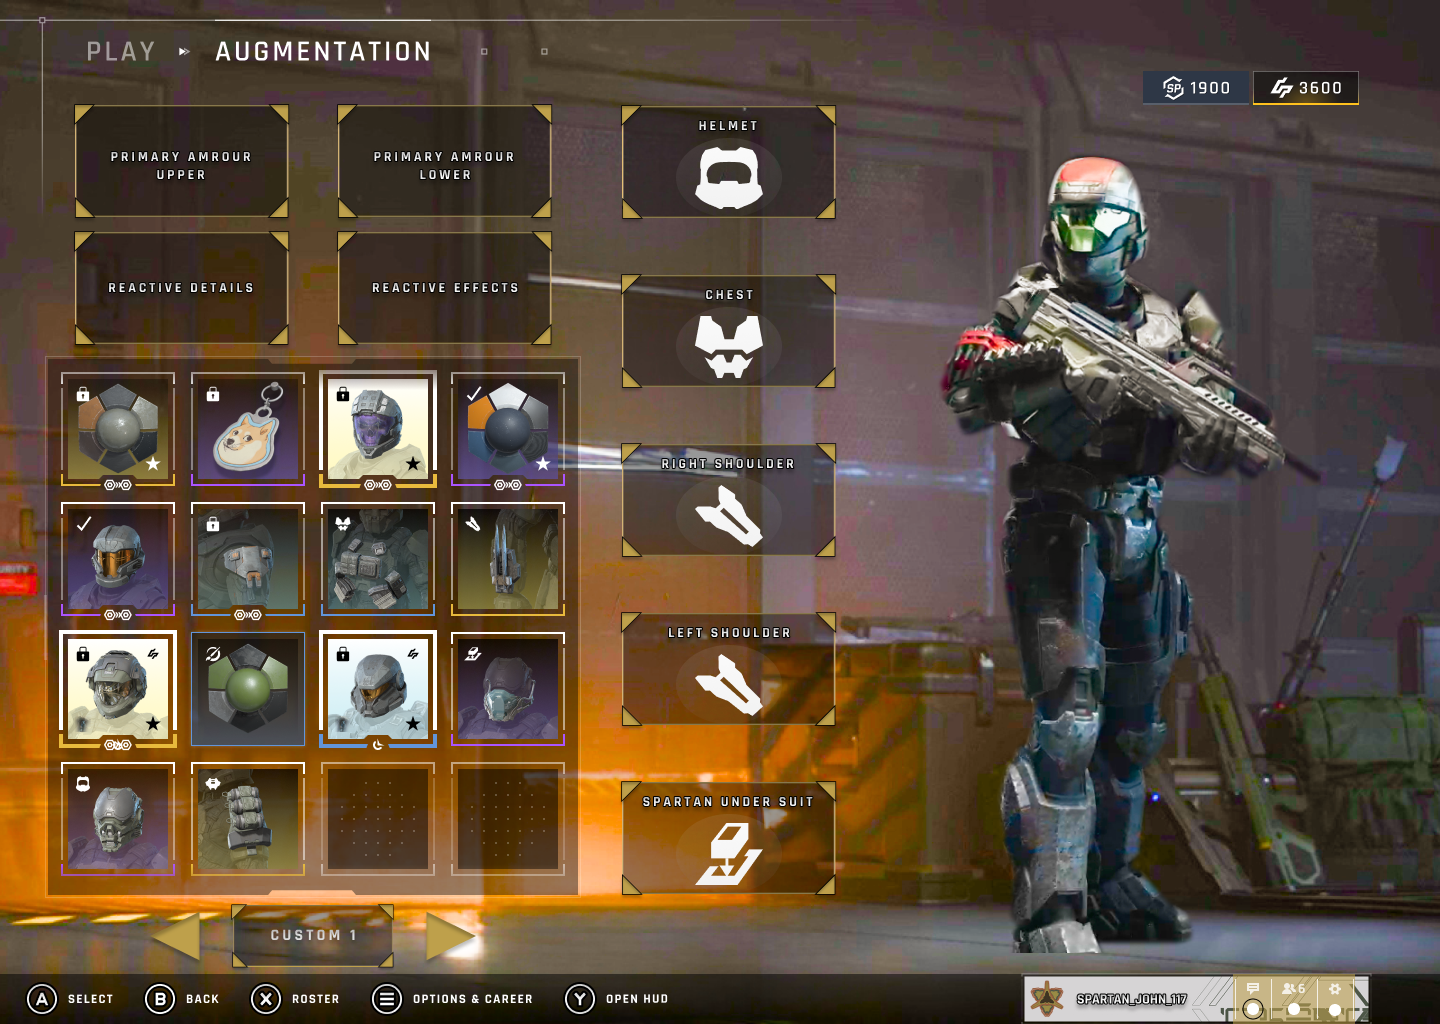 PLAY AUGMENTATION
SP 1900 3600
PRIMARY AMROUR
UPPER
PRIMARY AMROUR
LOWER
HELMET
REACTIVE DETAILS
REACTIVE EFFECTS
CHEST
RIGHT SHOULDER
LEFT SHOULDER
SPARTAN UNDER SUIT
CUSTOM 1
A SELECT B BACK X ROSTER OPTIONS & CAREER Y OPEN HUD
SPARTAN_JOHN_117 6